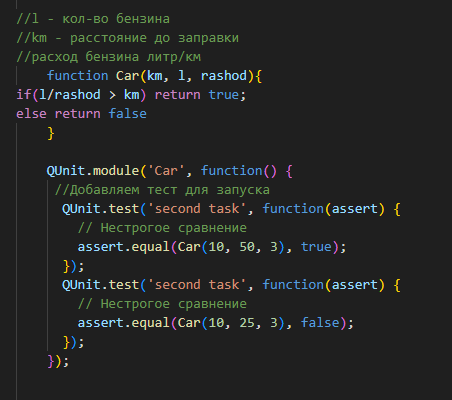 //l - кол-во бензина
//km - расстояние до заправки
//расход бензина литр/км
function Car(km, l, rashod){
if(l/rashod > km) return true;
else return false
}
QUnit.module('Car', function() {
//Добавляем тест для запуска
QUnit.test('second task', function(assert) {
// Нестрогое сравнение
assert.equal(Car(10, 50, 3), true);
});
QUnit.test('second task', function(assert) {
// Нестрогое сравнение
assert.equal(Car(10, 25, 3), false);
});
});